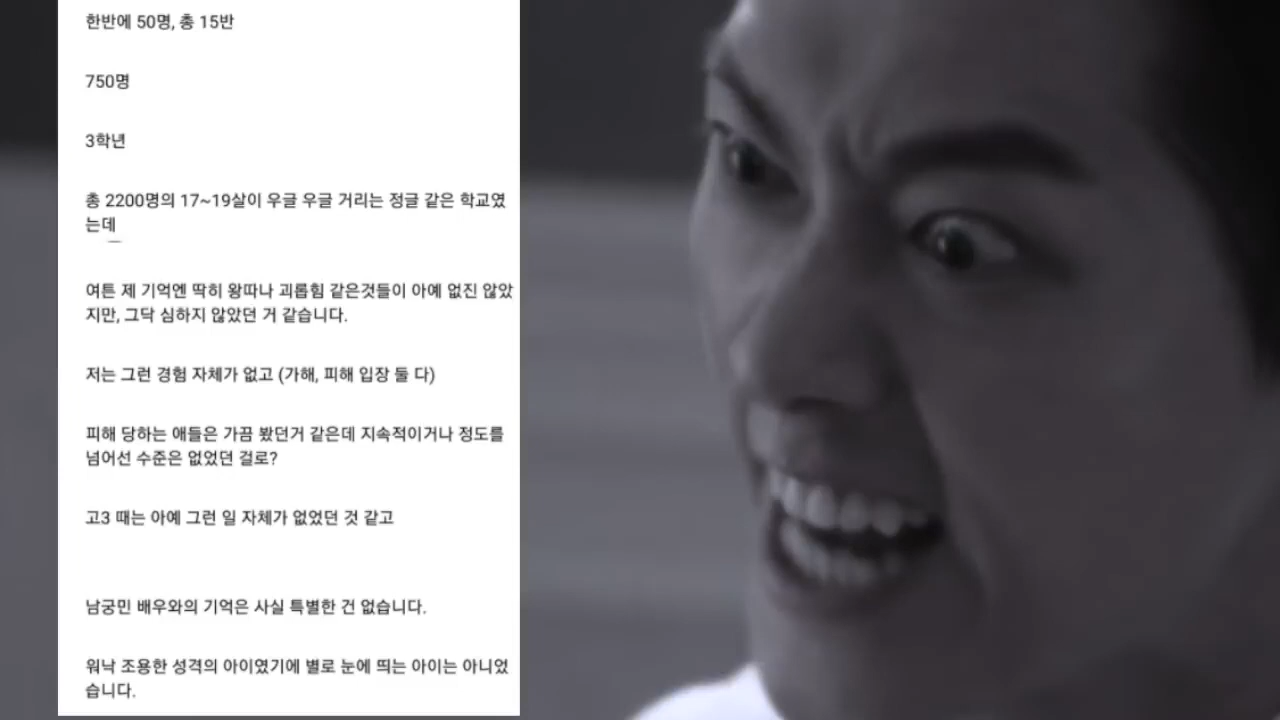 한반에 50명, 총 15반
750명
3학년
총 2200명의 17~19살이 우글 우글 거리는 정글 같은 학교였
는데
여튼 제 기억엔 딱히 왕따나 괴롭힘 같은것들이 아예 없진 않았
지만, 그닥 심하지 않았던 거 같습니다.
저는 그런 경험 자체가 없고 (가해, 피해 입장 둘 다)
피해 당하는 애들은 가끔 봤던거 같은데 지속적이거나 정도를
넘어선 수준은 없었던 걸로?
고3 때는 아예 그런 일 자체가 없었던 것 같고
남궁민 배우와의 기억은 사실 특별한 건 없습니다.
워낙 조용한 성격의 아이였기에 별로 눈에 띄는 아이는 아니었
습니다.